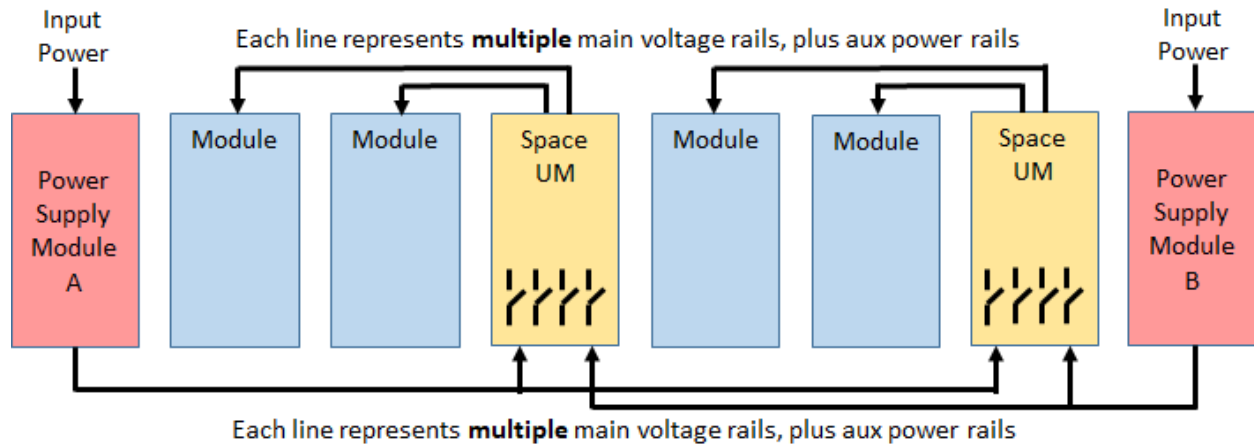 Input
Power
Each line represents multiple main voltage rails, plus aux power rails
Input
Power
Power
Supply
Module
A
Module
Module
Space
UM
Module
Module
Space
UM
Power
Supply
Module
B
Each line represents multiple main voltage rails, plus aux power rails